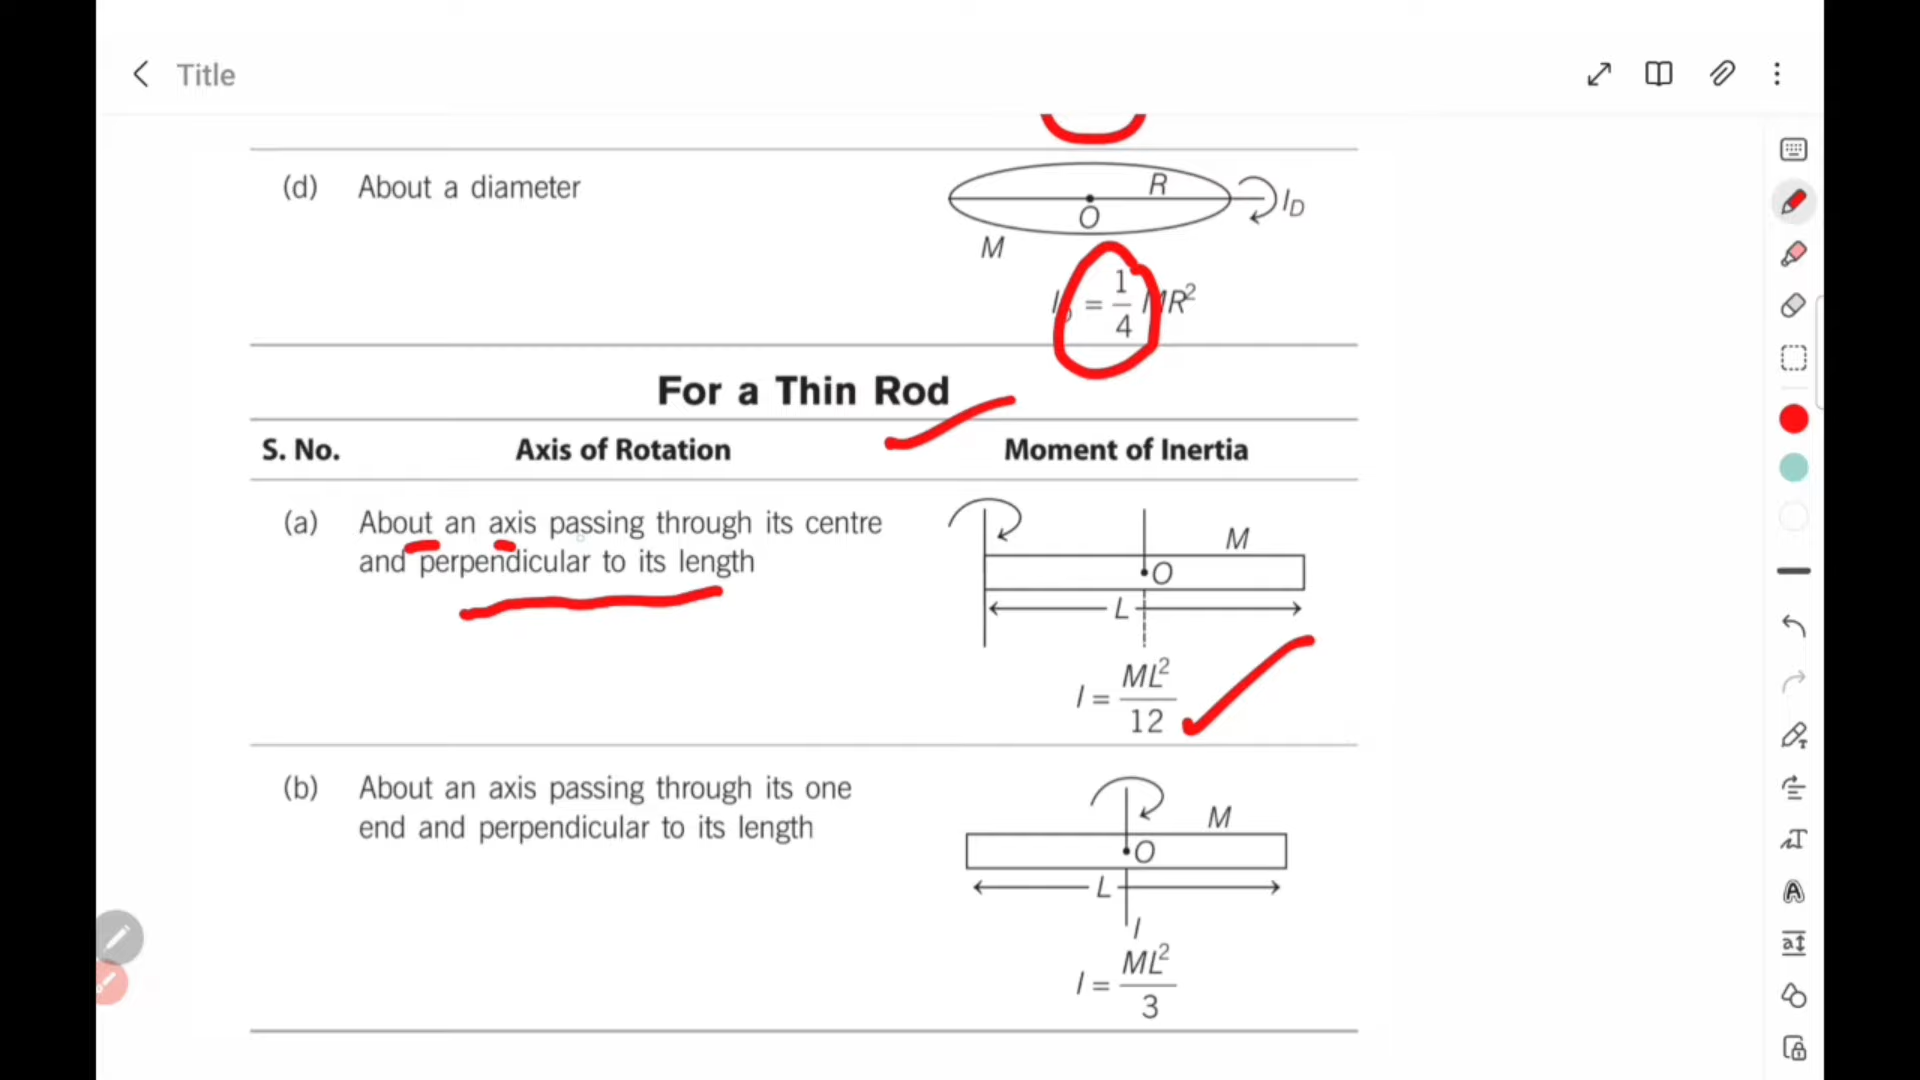 Title
(d) About a diameter
R
O
I_D
M
I_D = 1/4 MR²
For a Thin Rod
S. No. Axis of Rotation Moment of Inertia
(a) About an axis passing through its centre
and perpendicular to its length
M
O
L
I = ML²/12
(b) About an axis passing through its one
end and perpendicular to its length
M
O
L
I
I = ML²/3